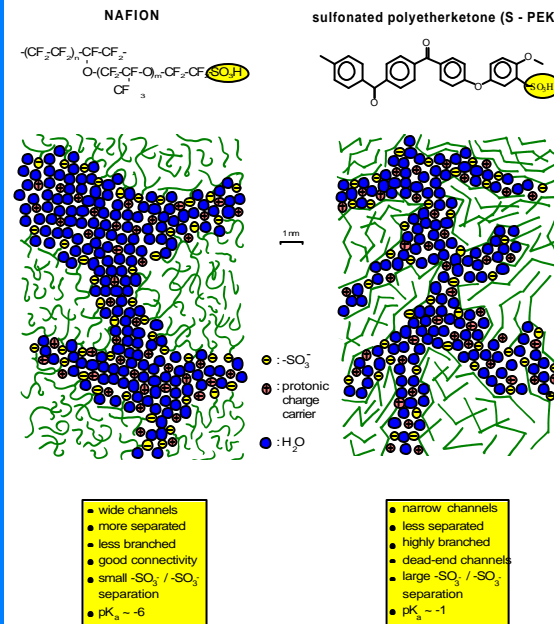 NAFION
sulfonated polyetherketone (S - PEK
-(CF₂-CF₂)ₙ-CF-CF₂-
O-(CF₂-CF-O)ₘ-CF₂-CF₂-SO₃H
CF₃
O
O
O
O
SO₃H
1 nm
: -SO₃⁻
: protonic
charge
carrier
: H₂O
• wide channels
• more separated
• less branched
• good connectivity
• small -SO₃⁻ / -SO₃⁻
separation
• pKₐ ~ -6
• narrow channels
• less separated
• highly branched
• dead-end channels
• large -SO₃⁻ / -SO₃⁻
separation
• pKₐ ~ -1